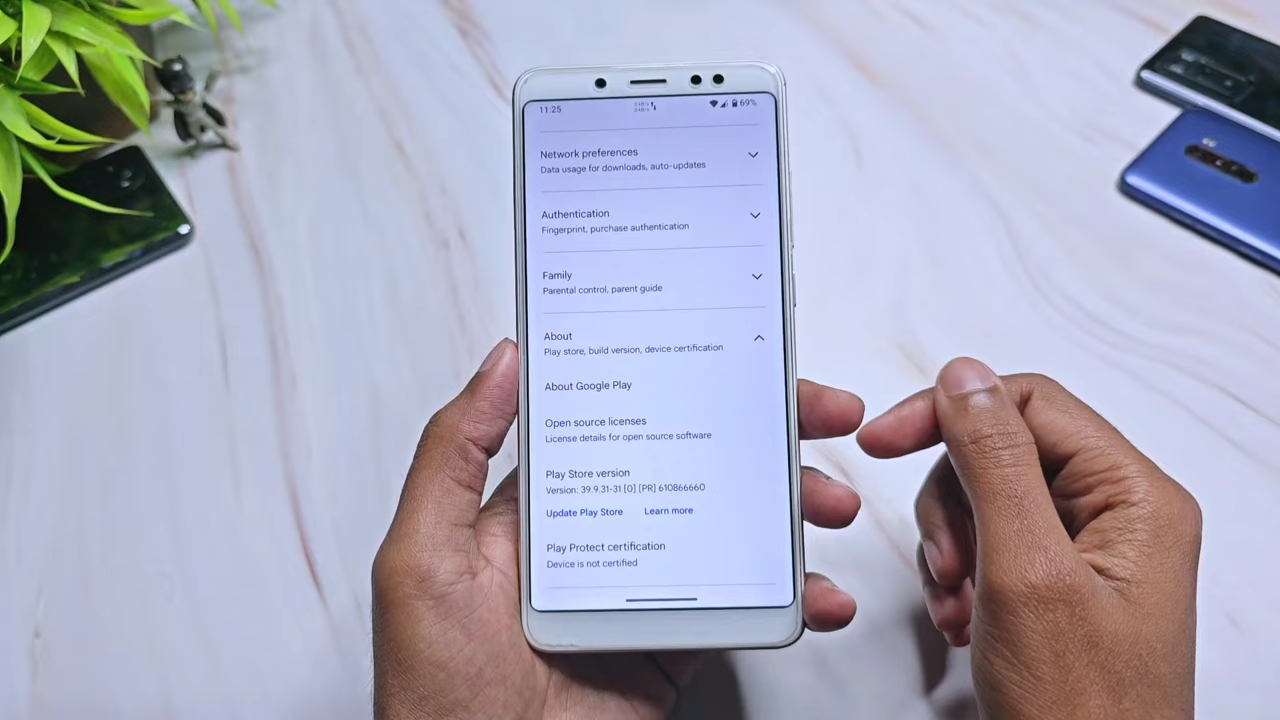 11:25
69%
Network preferences
Data usage for downloads, auto-updates
Authentication
Fingerprint, purchase authentication
Family
Parental control, parent guide
About
Play store, build version, device certification
About Google Play
Open source licenses
License details for open source software
Play Store version
Version: 39.9.31-31 [0] [PR] 610866660
Update Play Store Learn more
Play Protect certification
Device is not certified